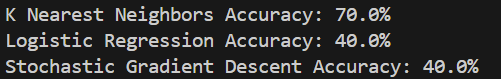 K Nearest Neighbors Accuracy: 70.0%
Logistic Regression Accuracy: 40.0%
Stochastic Gradient Descent Accuracy: 40.0%